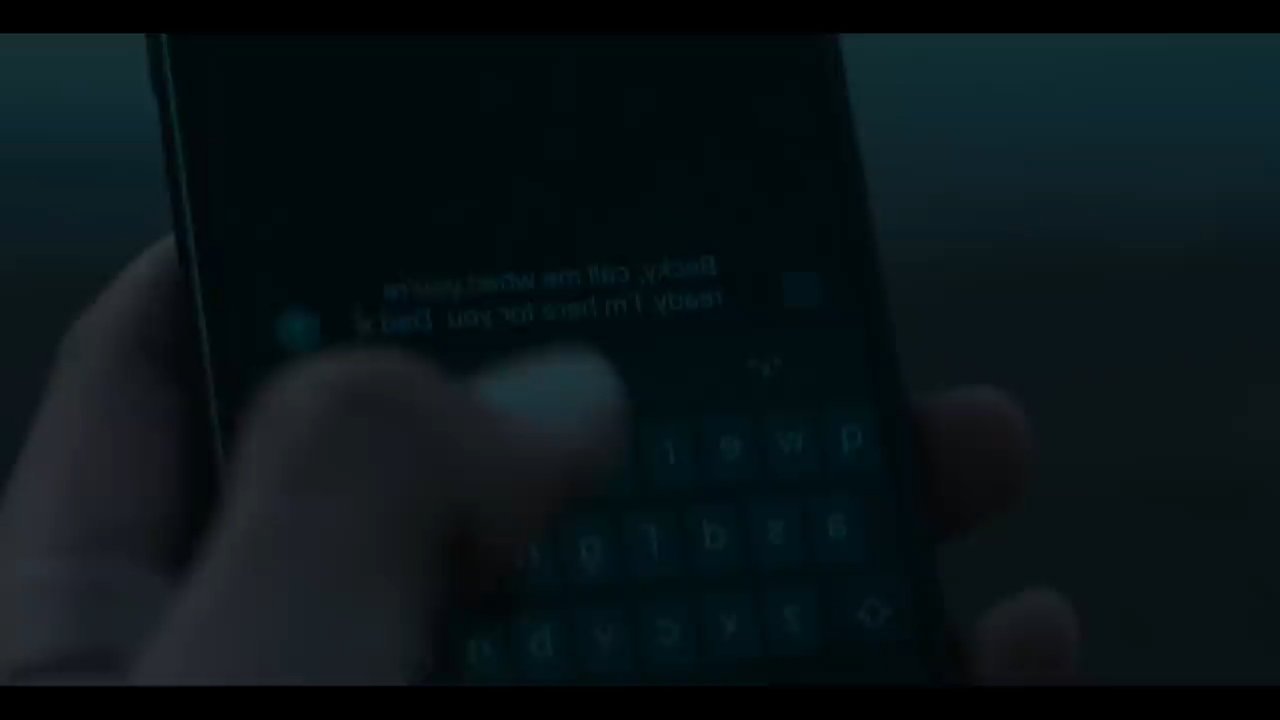 Becky, call me when you're
ready. I'm here for you. Dad x
q w e r
a s d f g h
z x c v b n